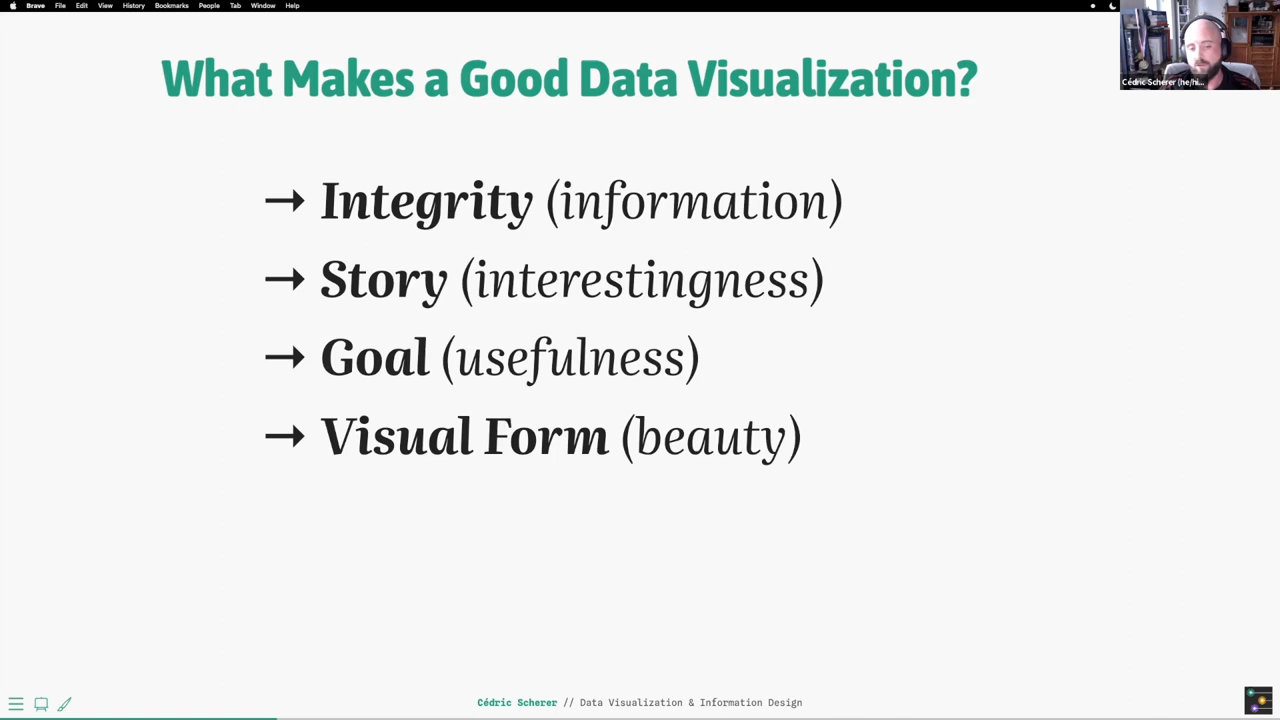 Brave File Edit View History Bookmarks People Tab Window Help
What Makes a Good Data Visualization?
Cédric Scherer (he/hi...
→ Integrity (information)
→ Story (interestingness)
→ Goal (usefulness)
→ Visual Form (beauty)
Cédric Scherer // Data Visualization & Information Design